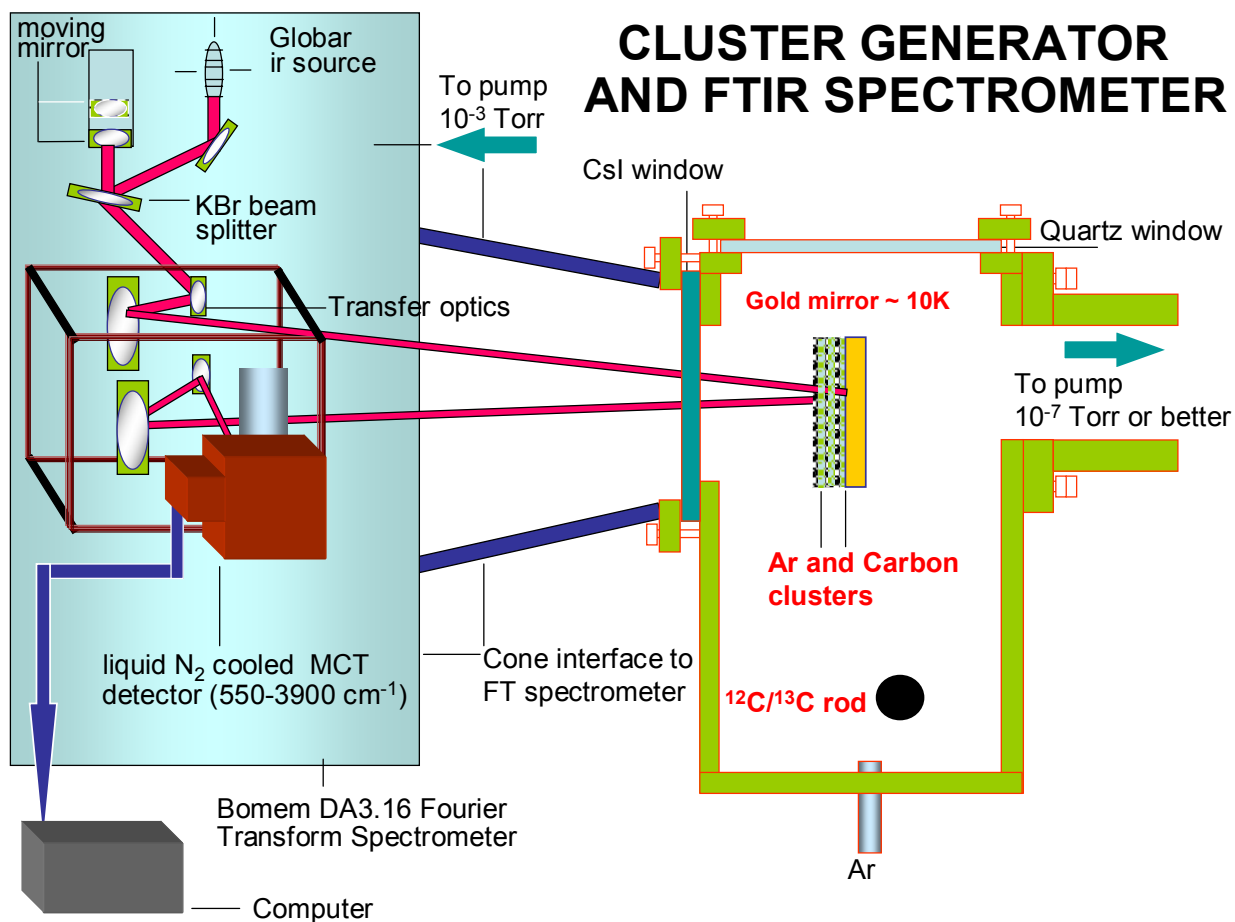 CLUSTER GENERATOR
AND FTIR SPECTROMETER
moving
mirror
Globar
ir source
To pump
10⁻³ Torr
CsI window
KBr beam
splitter
Quartz window
Gold mirror ~ 10K
Transfer optics
To pump
10⁻⁷ Torr or better
Ar and Carbon
clusters
liquid N₂ cooled MCT
detector (550-3900 cm⁻¹)
Cone interface to
FT spectrometer
¹²C/¹³C rod
Bomem DA3.16 Fourier
Transform Spectrometer
Ar
Computer